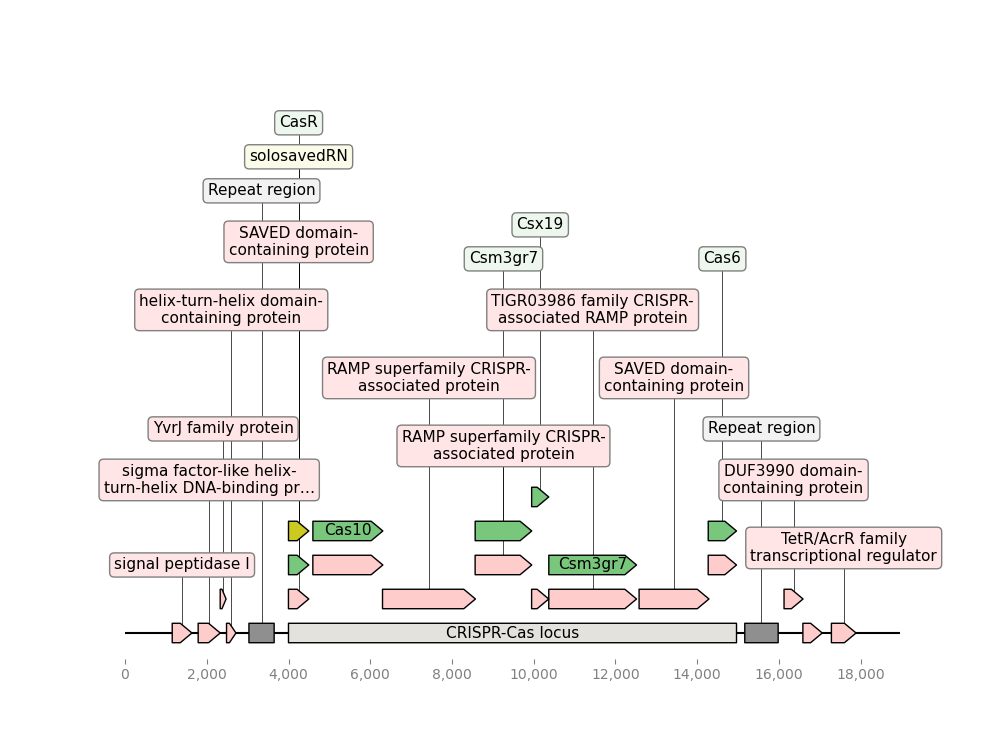 CasR
solosavedRN
Repeat region
SAVED domain-
containing protein
Csx19
Csm3gr7
Cas6
helix-turn-helix domain-
containing protein
TIGR03986 family CRISPR-
associated RAMP protein
RAMP superfamily CRISPR-
associated protein
SAVED domain-
containing protein
YvrJ family protein
RAMP superfamily CRISPR-
associated protein
Repeat region
sigma factor-like helix-
turn-helix DNA-binding pr...
DUF3990 domain-
containing protein
Cas10
TetR/AcrR family
transcriptional regulator
signal peptidase I
Csm3gr7
CRISPR-Cas locus
0 2,000 4,000 6,000 8,000 10,000 12,000 14,000 16,000 18,000